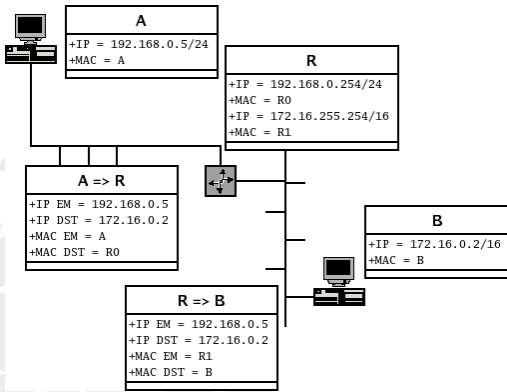 A
+IP = 192.168.0.5/24
+MAC = A
R
+IP = 192.168.0.254/24
+MAC = R0
+IP = 172.16.255.254/16
+MAC = R1
A => R
+IP EM = 192.168.0.5
+IP DST = 172.16.0.2
+MAC EM = A
+MAC DST = R0
B
+IP = 172.16.0.2/16
+MAC = B
R => B
+IP EM = 192.168.0.5
+IP DST = 172.16.0.2
+MAC EM = R1
+MAC DST = B